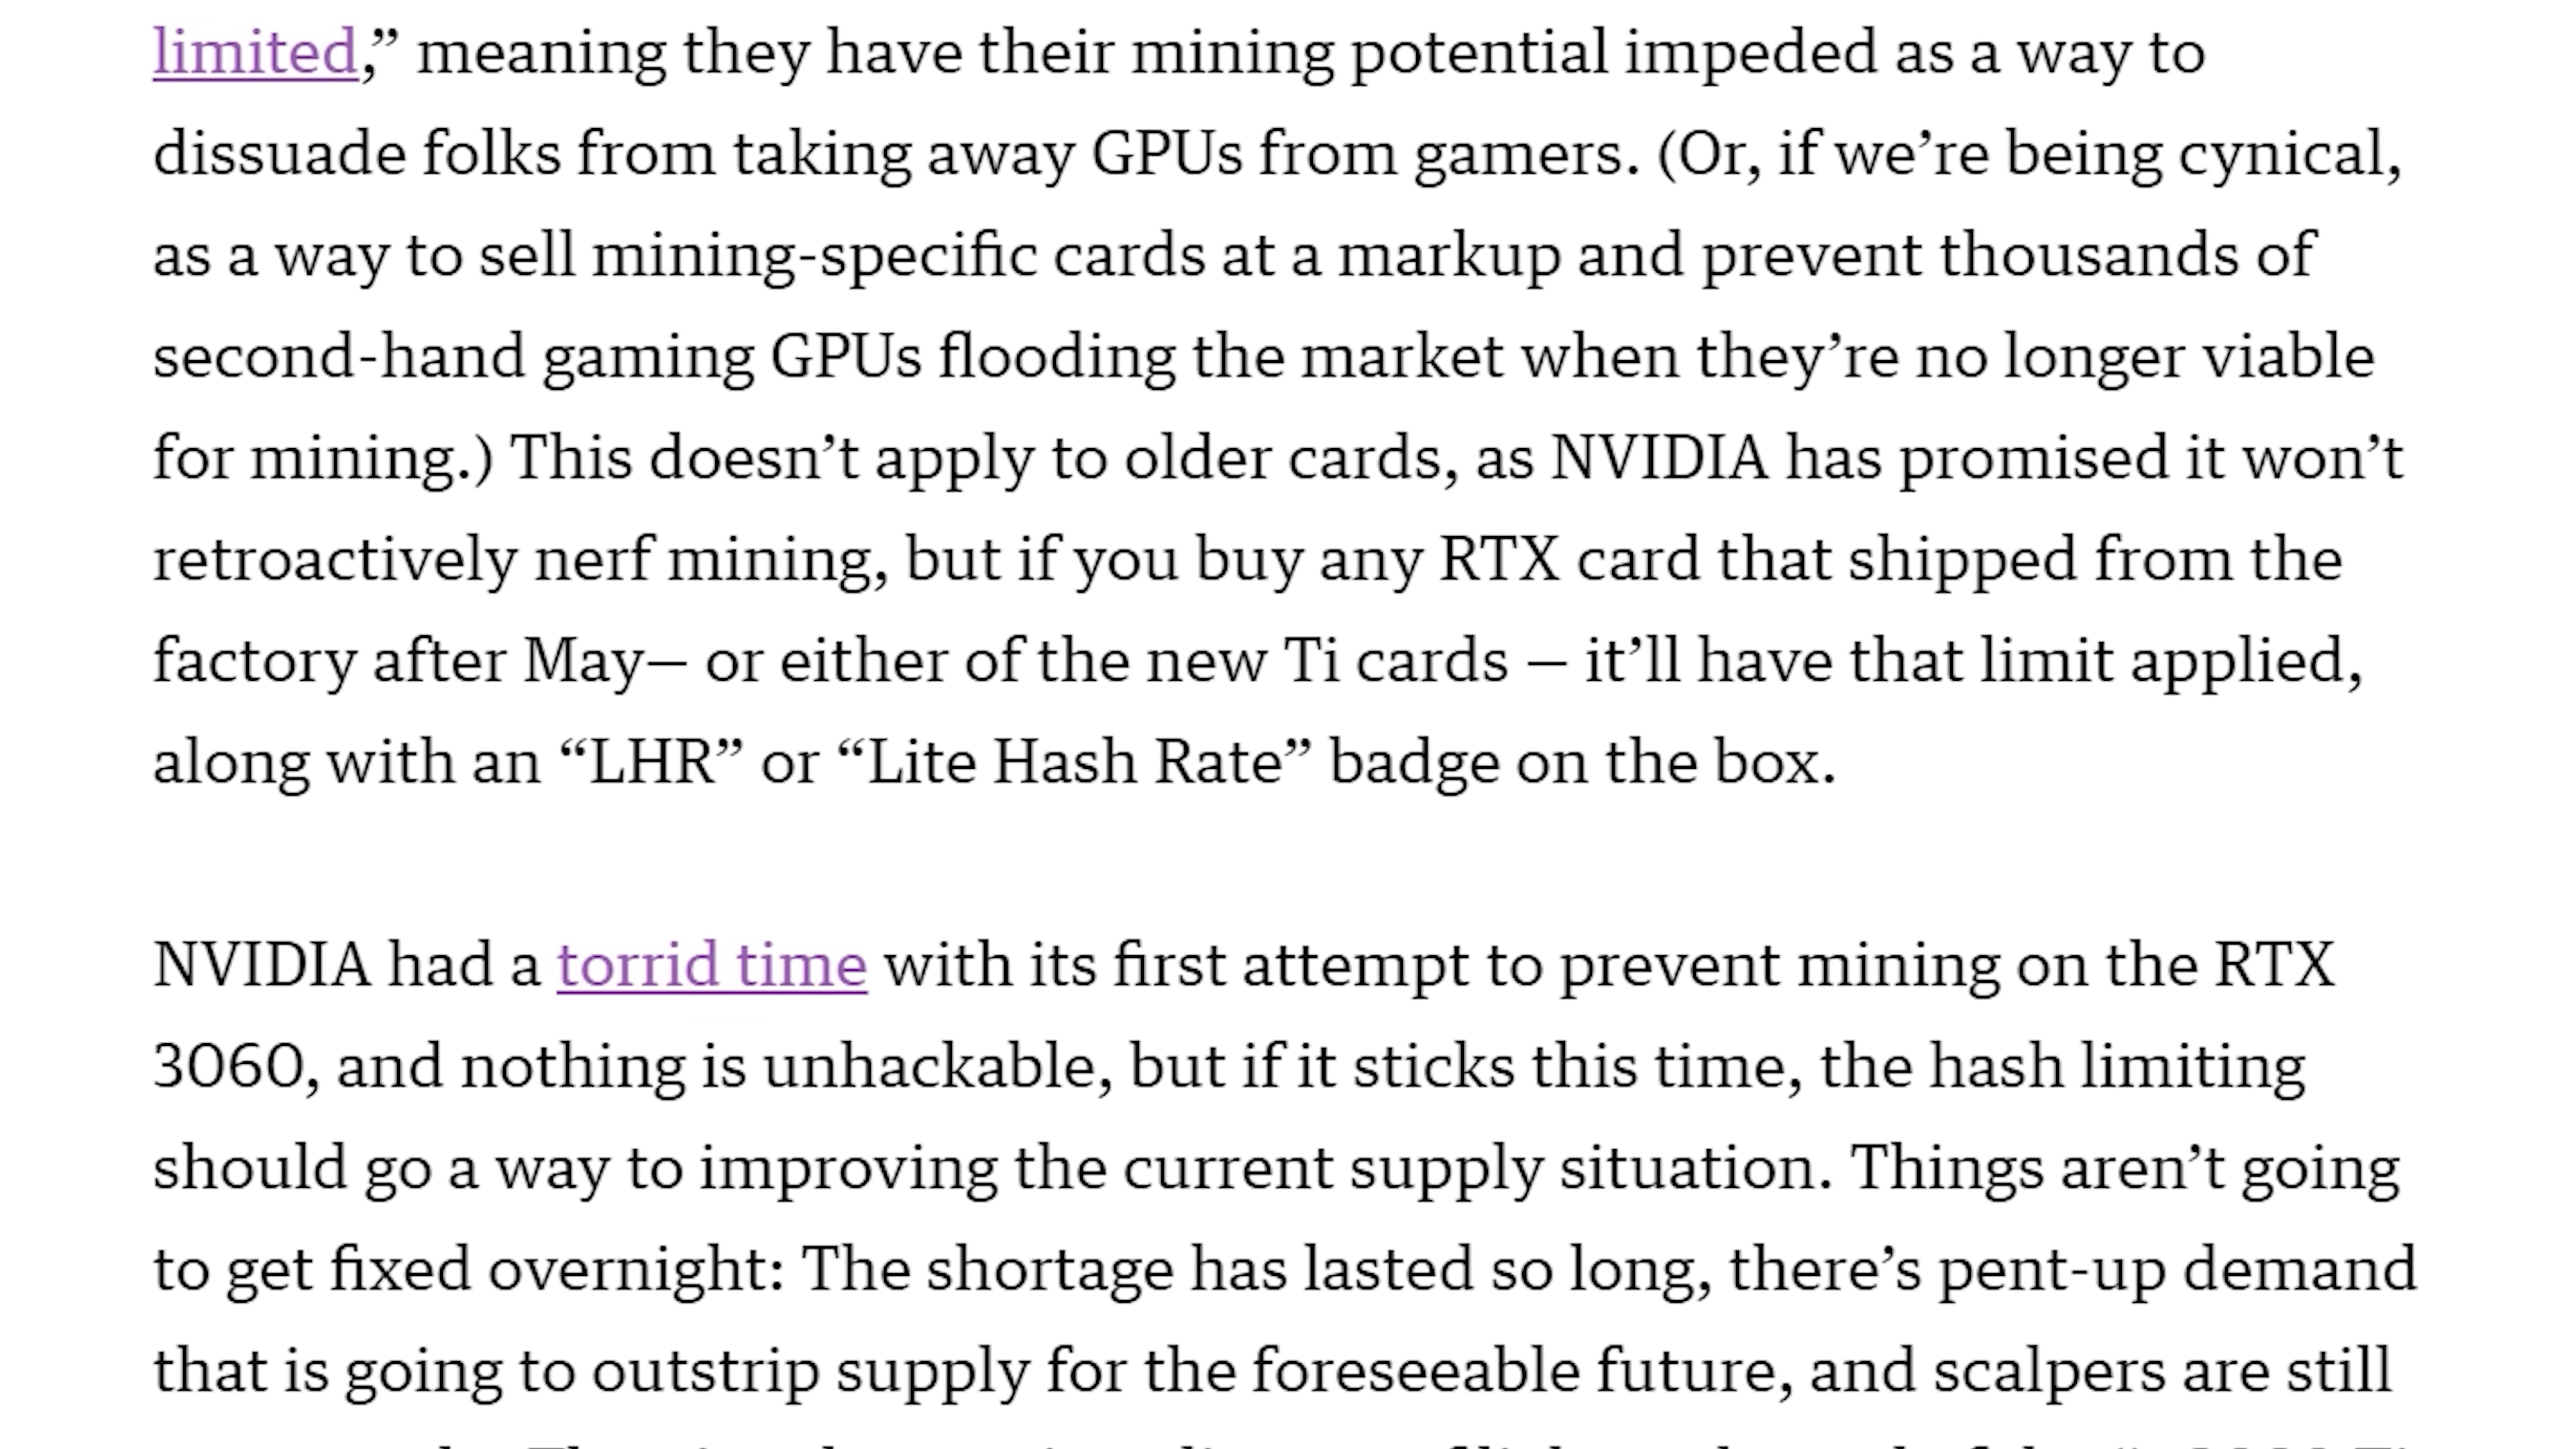 limited,” meaning they have their mining potential impeded as a way to
dissuade folks from taking away GPUs from gamers. (Or, if we’re being cynical,
as a way to sell mining-specific cards at a markup and prevent thousands of
second-hand gaming GPUs flooding the market when they’re no longer viable
for mining.) This doesn’t apply to older cards, as NVIDIA has promised it won’t
retroactively nerf mining, but if you buy any RTX card that shipped from the
factory after May— or either of the new Ti cards — it’ll have that limit applied,
along with an “LHR” or “Lite Hash Rate” badge on the box.
NVIDIA had a torrid time with its first attempt to prevent mining on the RTX
3060, and nothing is unhackable, but if it sticks this time, the hash limiting
should go a way to improving the current supply situation. Things aren’t going
to get fixed overnight: The shortage has lasted so long, there’s pent-up demand
that is going to outstrip supply for the foreseeable future, and scalpers are still